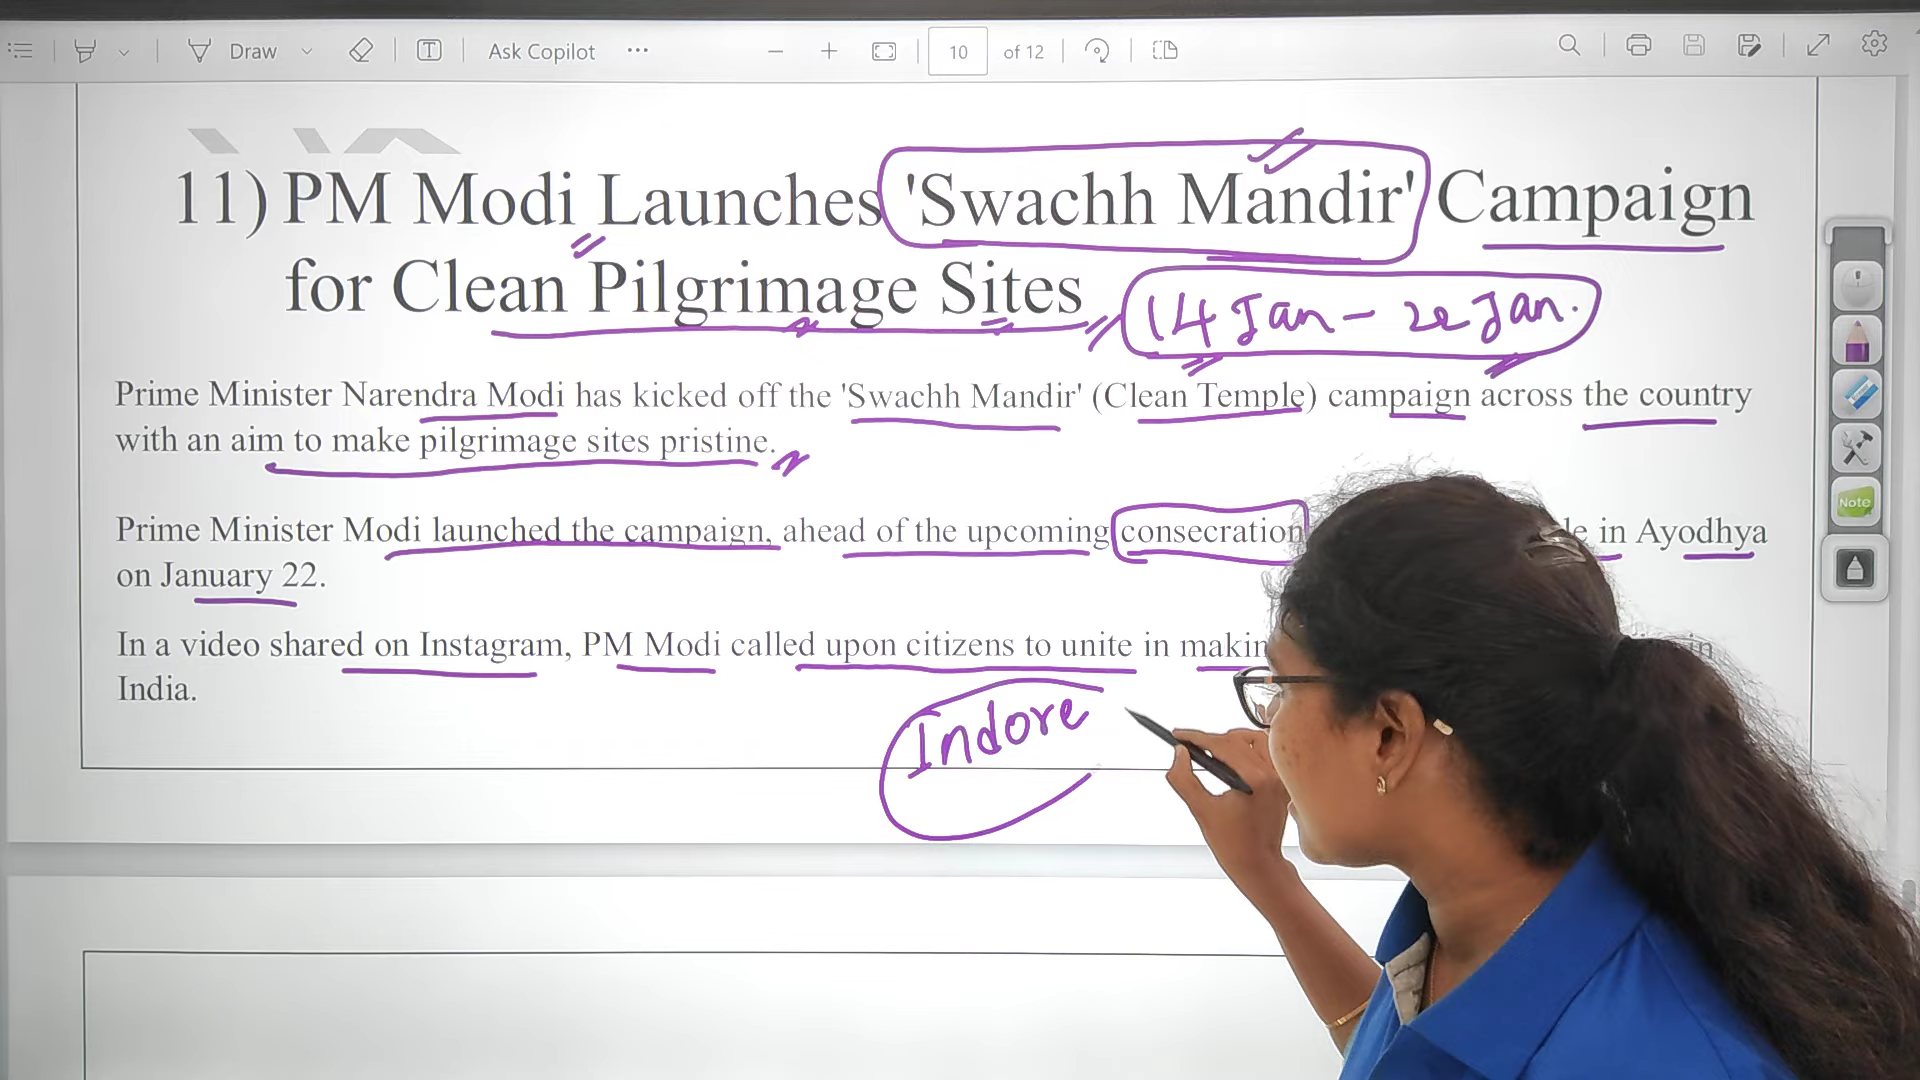 Draw
Ask Copilot
10 of 12
11) PM Modi Launches 'Swachh Mandir' Campaign
for Clean Pilgrimage Sites
14 Jan - 22 Jan.
Prime Minister Narendra Modi has kicked off the 'Swachh Mandir' (Clean Temple) campaign across the country
with an aim to make pilgrimage sites pristine.
Note
Prime Minister Modi launched the campaign, ahead of the upcoming consecration in Ayodhya
on January 22.
In a video shared on Instagram, PM Modi called upon citizens to unite in in
India.
Indore